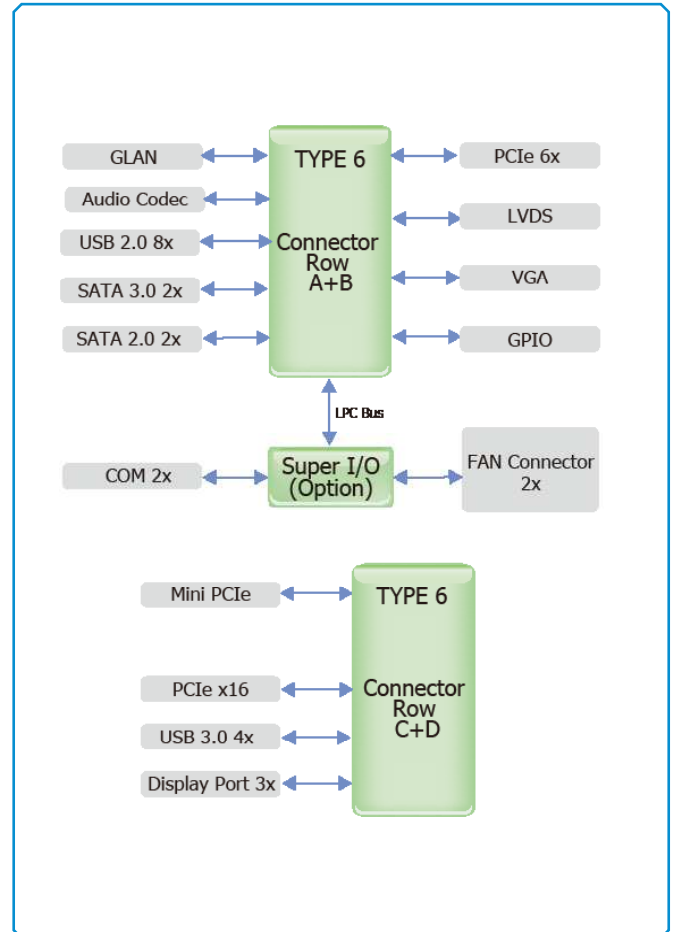 GLAN
Audio Codec
USB 2.0 8x
SATA 3.0 2x
SATA 2.0 2x
TYPE 6
Connector
Row
A+B
PCIe 6x
LVDS
VGA
GPIO
LPC Bus
COM 2x
Super I/O
(Option)
FAN Connector
2x
Mini PCIe
PCIe x16
USB 3.0 4x
Display Port 3x
TYPE 6
Connector
Row
C+D